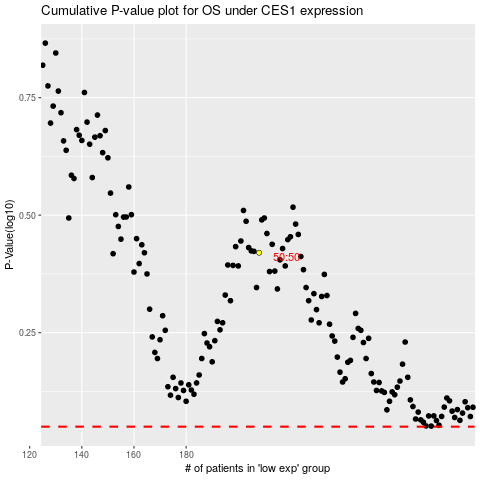 Cumulative P-value plot for OS under CES1 expression
P-Value(log10)
0.75
0.50
0.25
50:50
120
140
160
180
# of patients in 'low exp' group